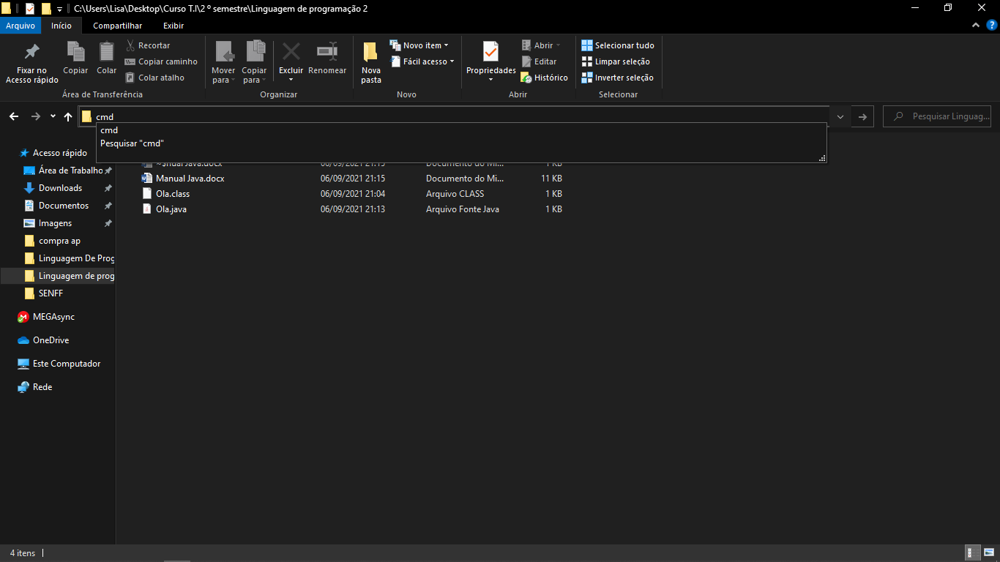 C:\Users\Lisa\Desktop\Curso T.I\2 º semestre\Linguagem de programação 2
Arquivo Início Compartilhar Exibir
Fixar no
Acesso rápido
Copiar
Colar
Recortar
Copiar caminho
Colar atalho
Área de Transferência
Mover
para
Copiar
para
Excluir
Renomear
Organizar
Nova
pasta
Novo item
Fácil acesso
Novo
Propriedades
Abrir
Editar
Histórico
Abrir
Selecionar tudo
Limpar seleção
Inverter seleção
Selecionar
cmd
Pesquisar Linguag...
cmd
Pesquisar "cmd"
Acesso rápido
Área de Trabalho
Downloads
Documentos
Imagens
compra ap
Linguagem De Prog
Linguagem de prog
SENFF
MEGAsync
OneDrive
Este Computador
Rede
~$nual Java.docx 06/09/2021 21:15 Documento do Mi... 1 KB
Manual Java.docx 06/09/2021 21:15 Documento do Mi... 11 KB
Ola.class 06/09/2021 21:04 Arquivo CLASS 1 KB
Ola.java 06/09/2021 21:13 Arquivo Fonte Java 1 KB
4 itens